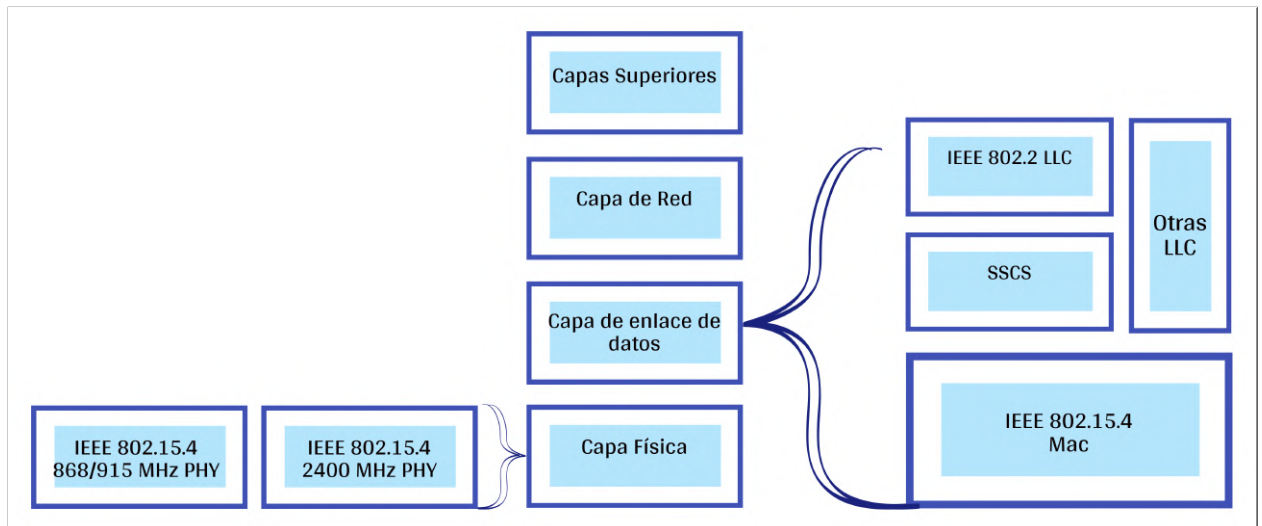 Capas Superiores
Capa de Red
Capa de enlace de
datos
Capa Física
IEEE 802.2 LLC
SSCS
Otras
LLC
IEEE 802.15.4
Mac
IEEE 802.15.4
868/915 MHz PHY
IEEE 802.15.4
2400 MHz PHY